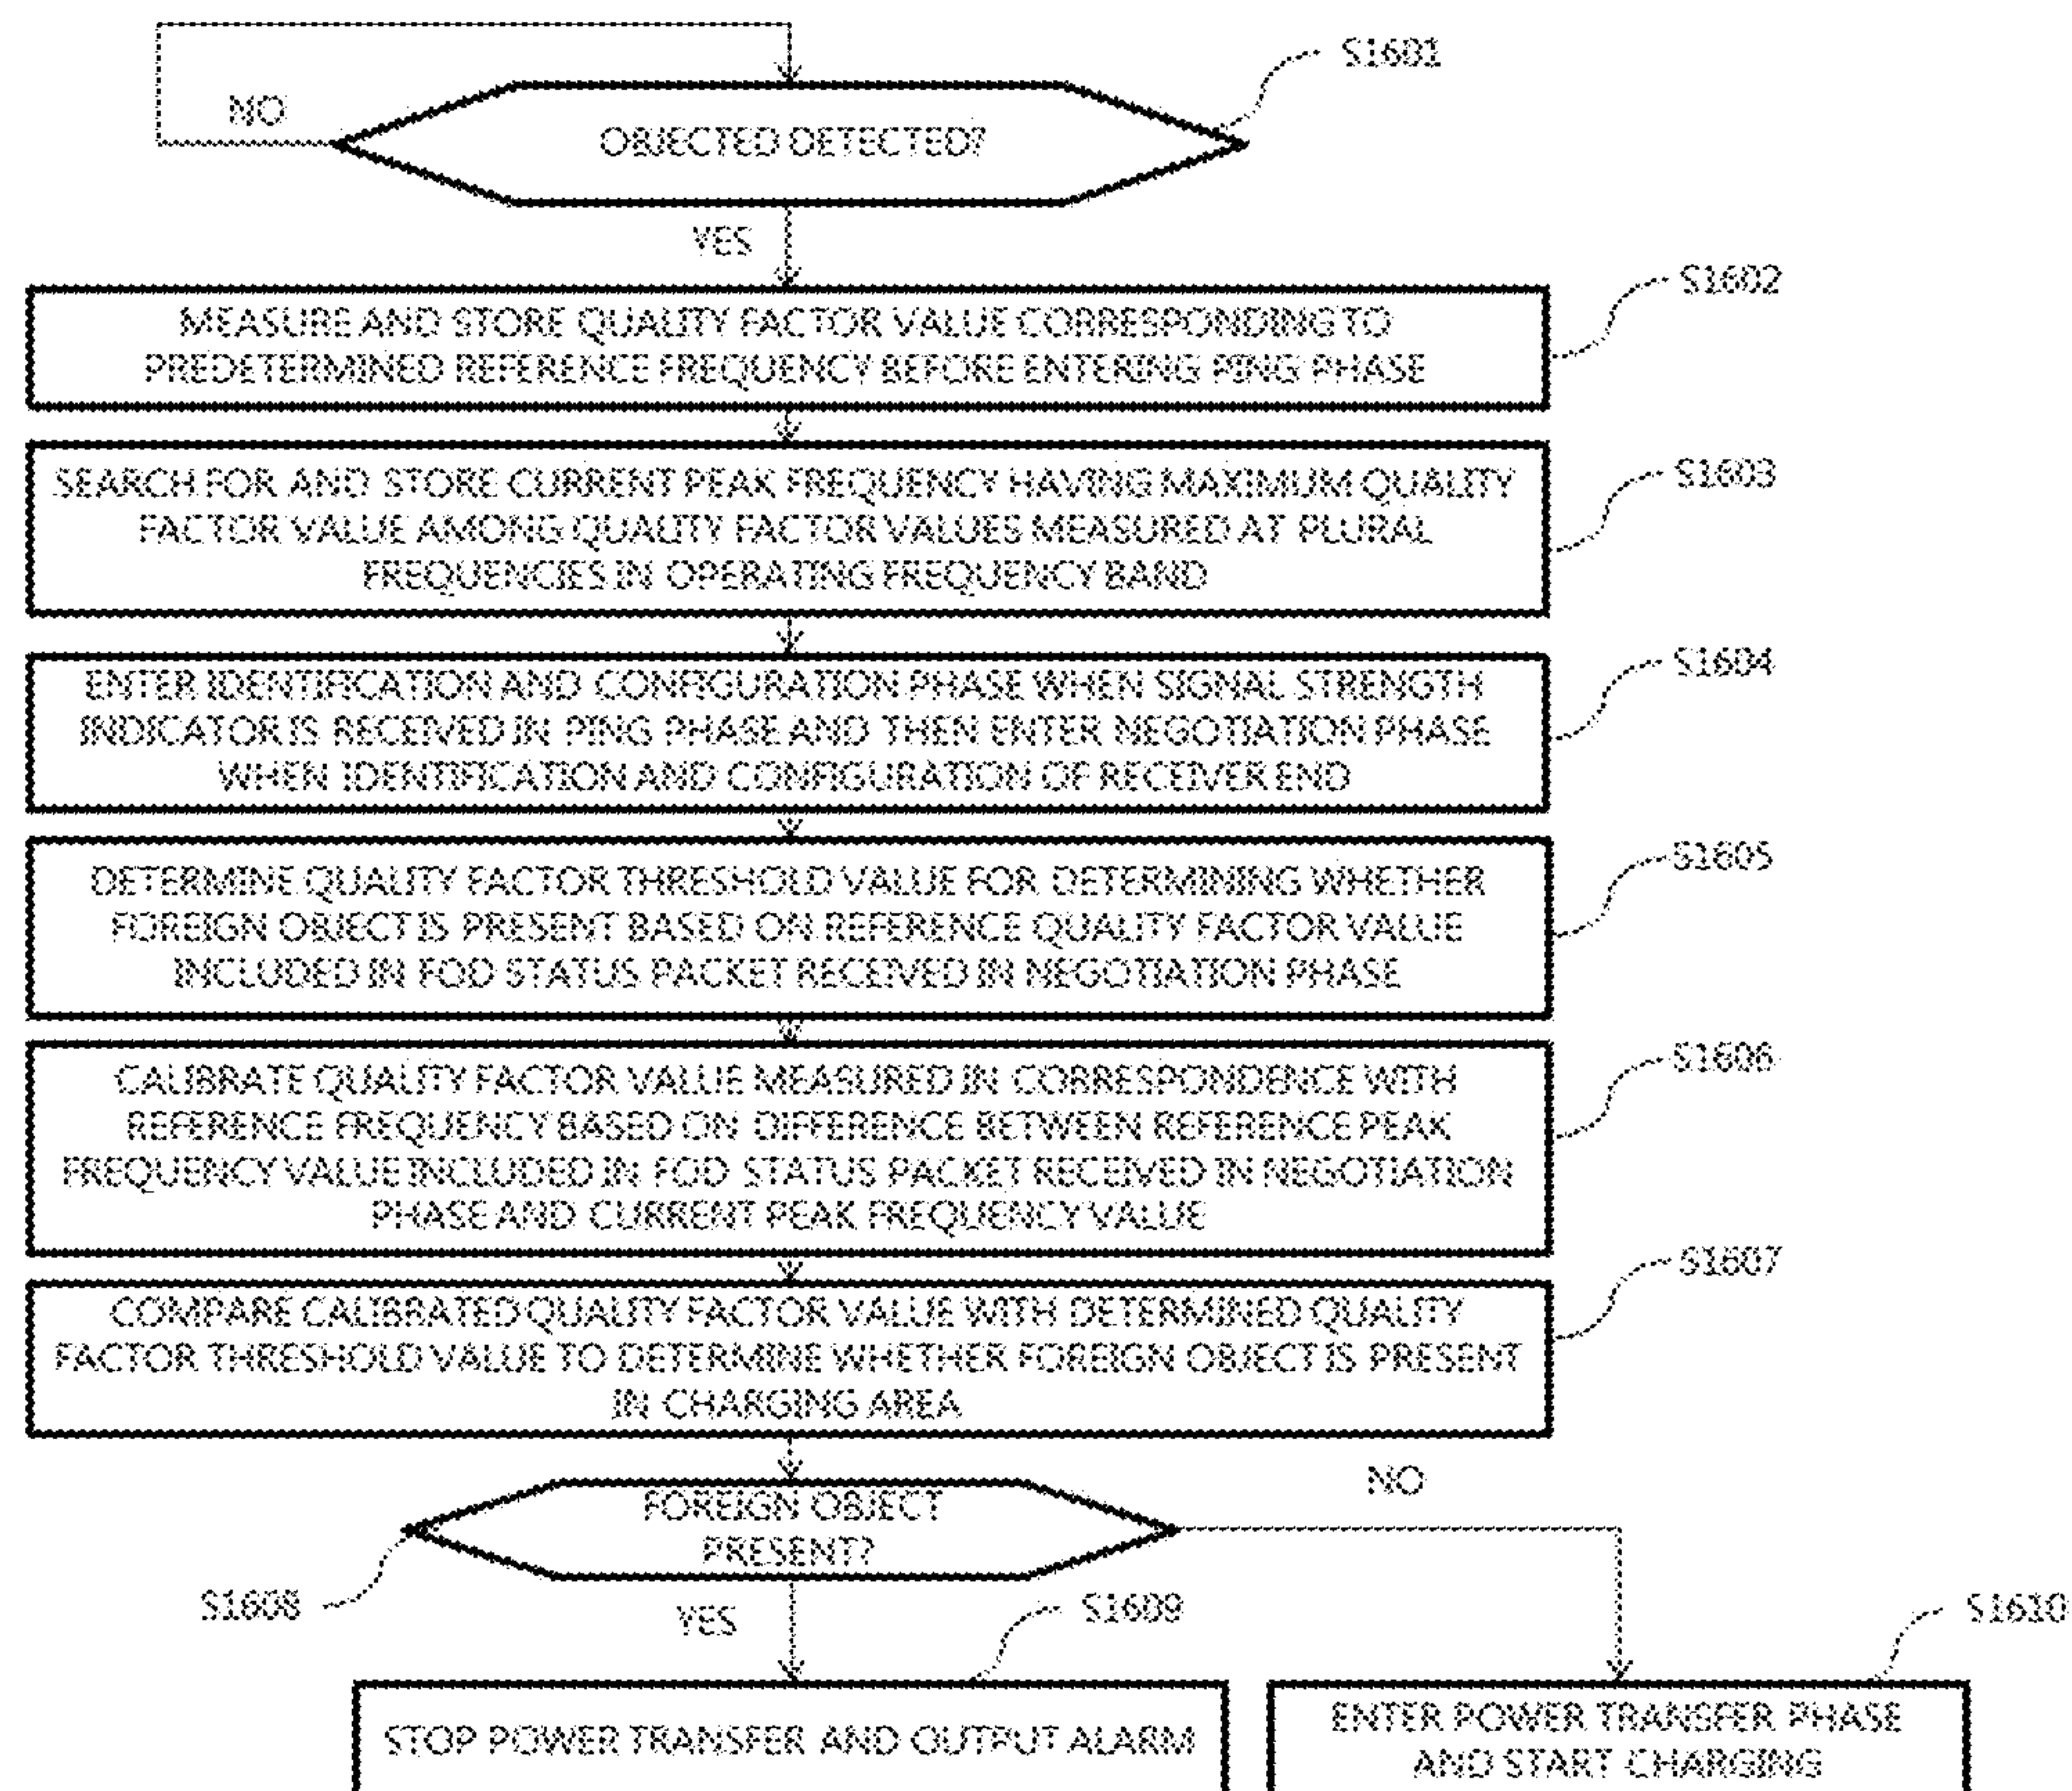 S1601
NO
OBJECTED DETECTED?
YES
S1602
MEASURE AND STORE QUALITY FACTOR VALUE CORRESPONDING TO
PREDETERMINED REFERENCE FREQUENCY BEFORE ENTERING PING PHASE
S1603
SEARCH FOR AND STORE CURRENT PEAK FREQUENCY HAVING MAXIMUM QUALITY
FACTOR VALUE AMONG QUALITY FACTOR VALUES MEASURED AT PLURAL
FREQUENCIES IN OPERATING FREQUENCY BAND
S1604
ENTER IDENTIFICATION AND CONFIGURATION PHASE WHEN SIGNAL STRENGTH
INDICATOR IS RECEIVED IN PING PHASE AND THEN ENTER NEGOTIATION PHASE
WHEN IDENTIFICATION AND CONFIGURATION OF RECEIVER END
S1605
DETERMINE QUALITY FACTOR THRESHOLD VALUE FOR DETERMINING WHETHER
FOREIGN OBJECT IS PRESENT BASED ON REFERENCE QUALITY FACTOR VALUE
INCLUDED IN FOD STATUS PACKET RECEIVED IN NEGOTIATION PHASE
S1606
CALIBRATE QUALITY FACTOR VALUE MEASURED IN CORRESPONDENCE WITH
REFERENCE FREQUENCY BASED ON DIFFERENCE BETWEEN REFERENCE PEAK
FREQUENCY VALUE INCLUDED IN FOD STATUS PACKET RECEIVED IN NEGOTIATION
PHASE AND CURRENT PEAK FREQUENCY VALUE
S1607
COMPARE CALIBRATED QUALITY FACTOR VALUE WITH DETERMINED QUALITY
FACTOR THRESHOLD VALUE TO DETERMINE WHETHER FOREIGN OBJECT IS PRESENT
IN CHARGING AREA
NO
FOREIGN OBJECT
PRESENT?
S1608
YES
S1609
S1610
STOP POWER TRANSFER AND OUTPUT ALARM
ENTER POWER TRANSFER PHASE
AND START CHARGING